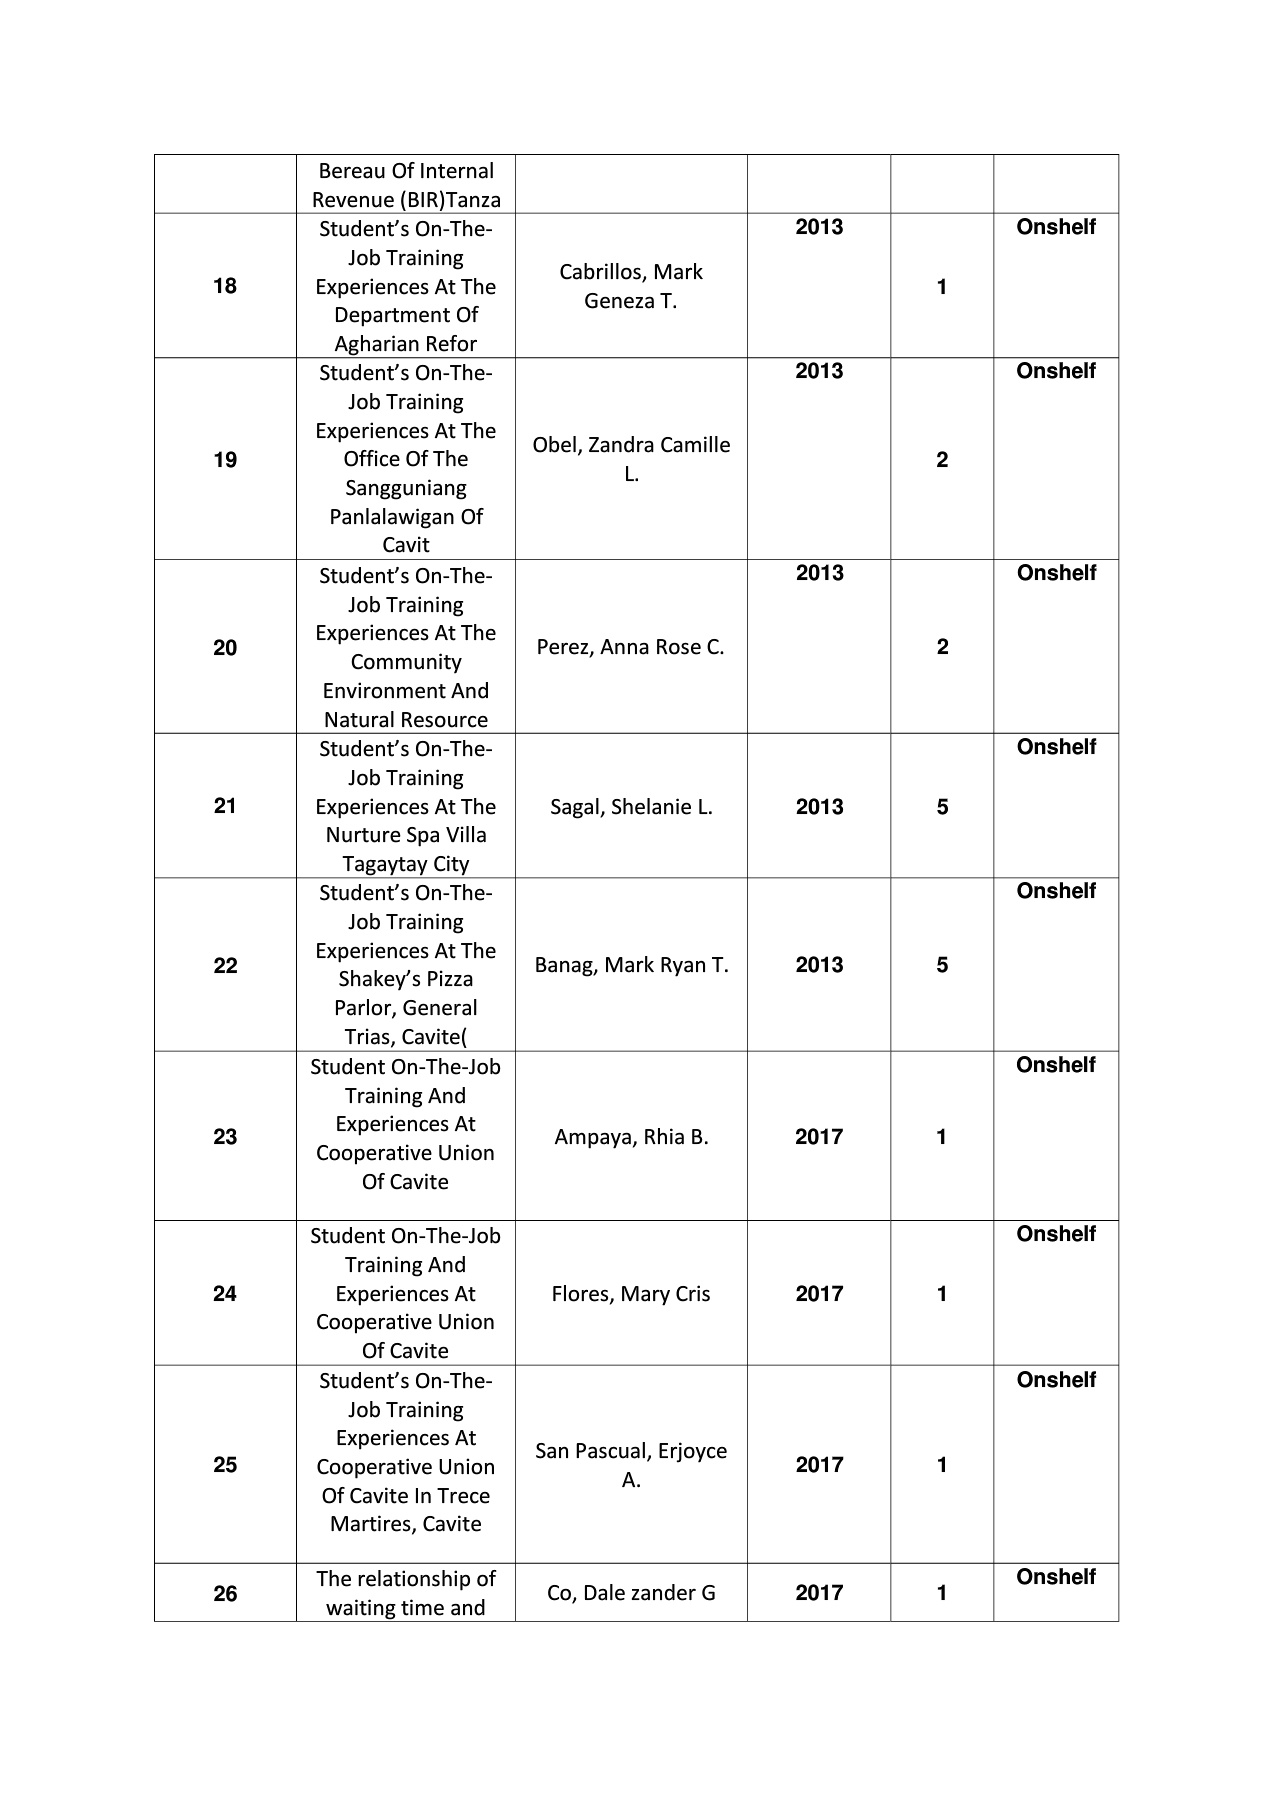 Bereau Of Internal
Revenue (BIR)Tanza
18
Student’s On-The-
Job Training
Experiences At The
Department Of
Agharian Refor
Cabrillos, Mark
Geneza T.
2013
1
Onshelf
19
Student’s On-The-
Job Training
Experiences At The
Office Of The
Sangguniang
Panlalawigan Of
Cavit
Obel, Zandra Camille
L.
2013
2
Onshelf
20
Student’s On-The-
Job Training
Experiences At The
Community
Environment And
Natural Resource
Perez, Anna Rose C.
2013
2
Onshelf
21
Student’s On-The-
Job Training
Experiences At The
Nurture Spa Villa
Tagaytay City
Sagal, Shelanie L.
2013
5
Onshelf
22
Student’s On-The-
Job Training
Experiences At The
Shakey’s Pizza
Parlor, General
Trias, Cavite(
Banag, Mark Ryan T.
2013
5
Onshelf
23
Student On-The-Job
Training And
Experiences At
Cooperative Union
Of Cavite
Ampaya, Rhia B.
2017
1
Onshelf
24
Student On-The-Job
Training And
Experiences At
Cooperative Union
Of Cavite
Flores, Mary Cris
2017
1
Onshelf
25
Student’s On-The-
Job Training
Experiences At
Cooperative Union
Of Cavite In Trece
Martires, Cavite
San Pascual, Erjoyce
A.
2017
1
Onshelf
26
The relationship of
waiting time and
Co, Dale zander G
2017
1
Onshelf